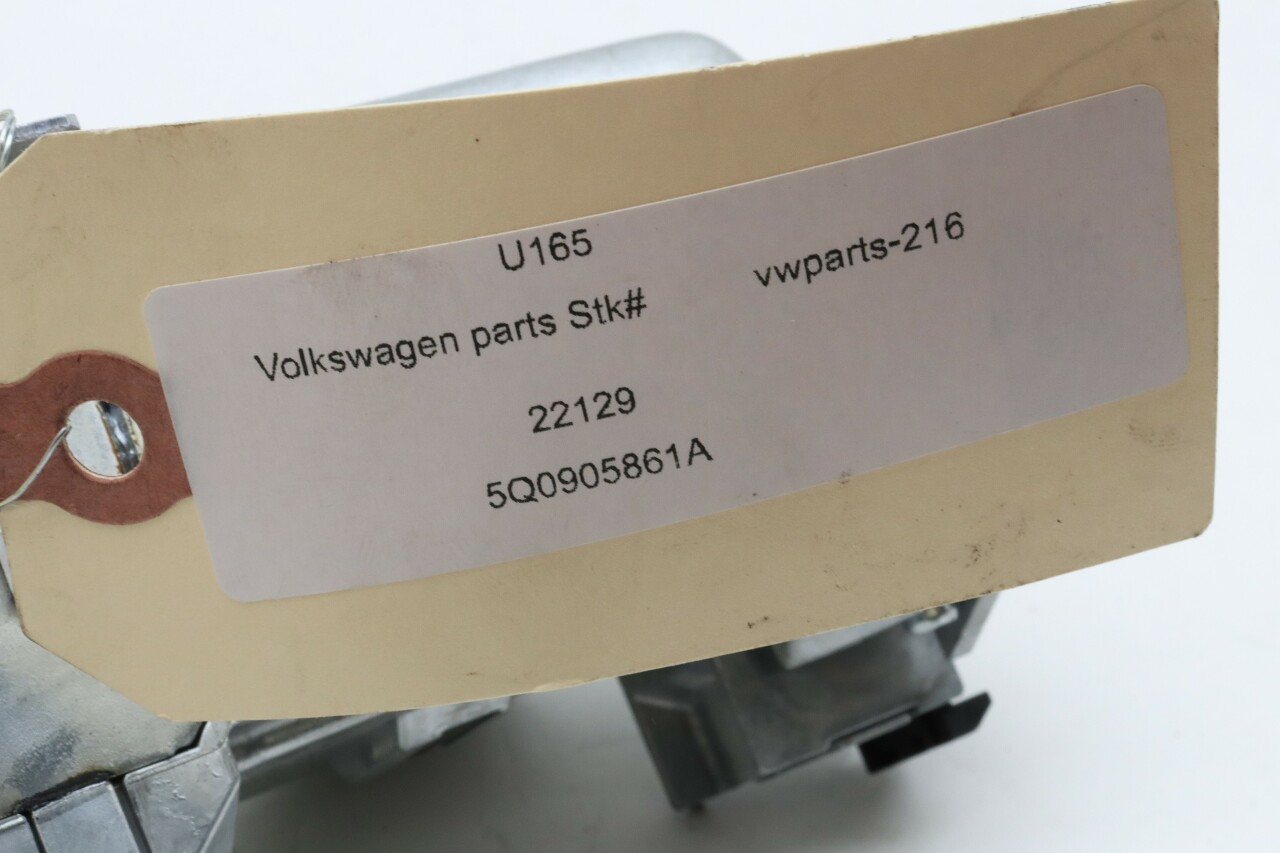 U165
Volkswagen parts Stk# vwparts-216
22129
5Q0905861A